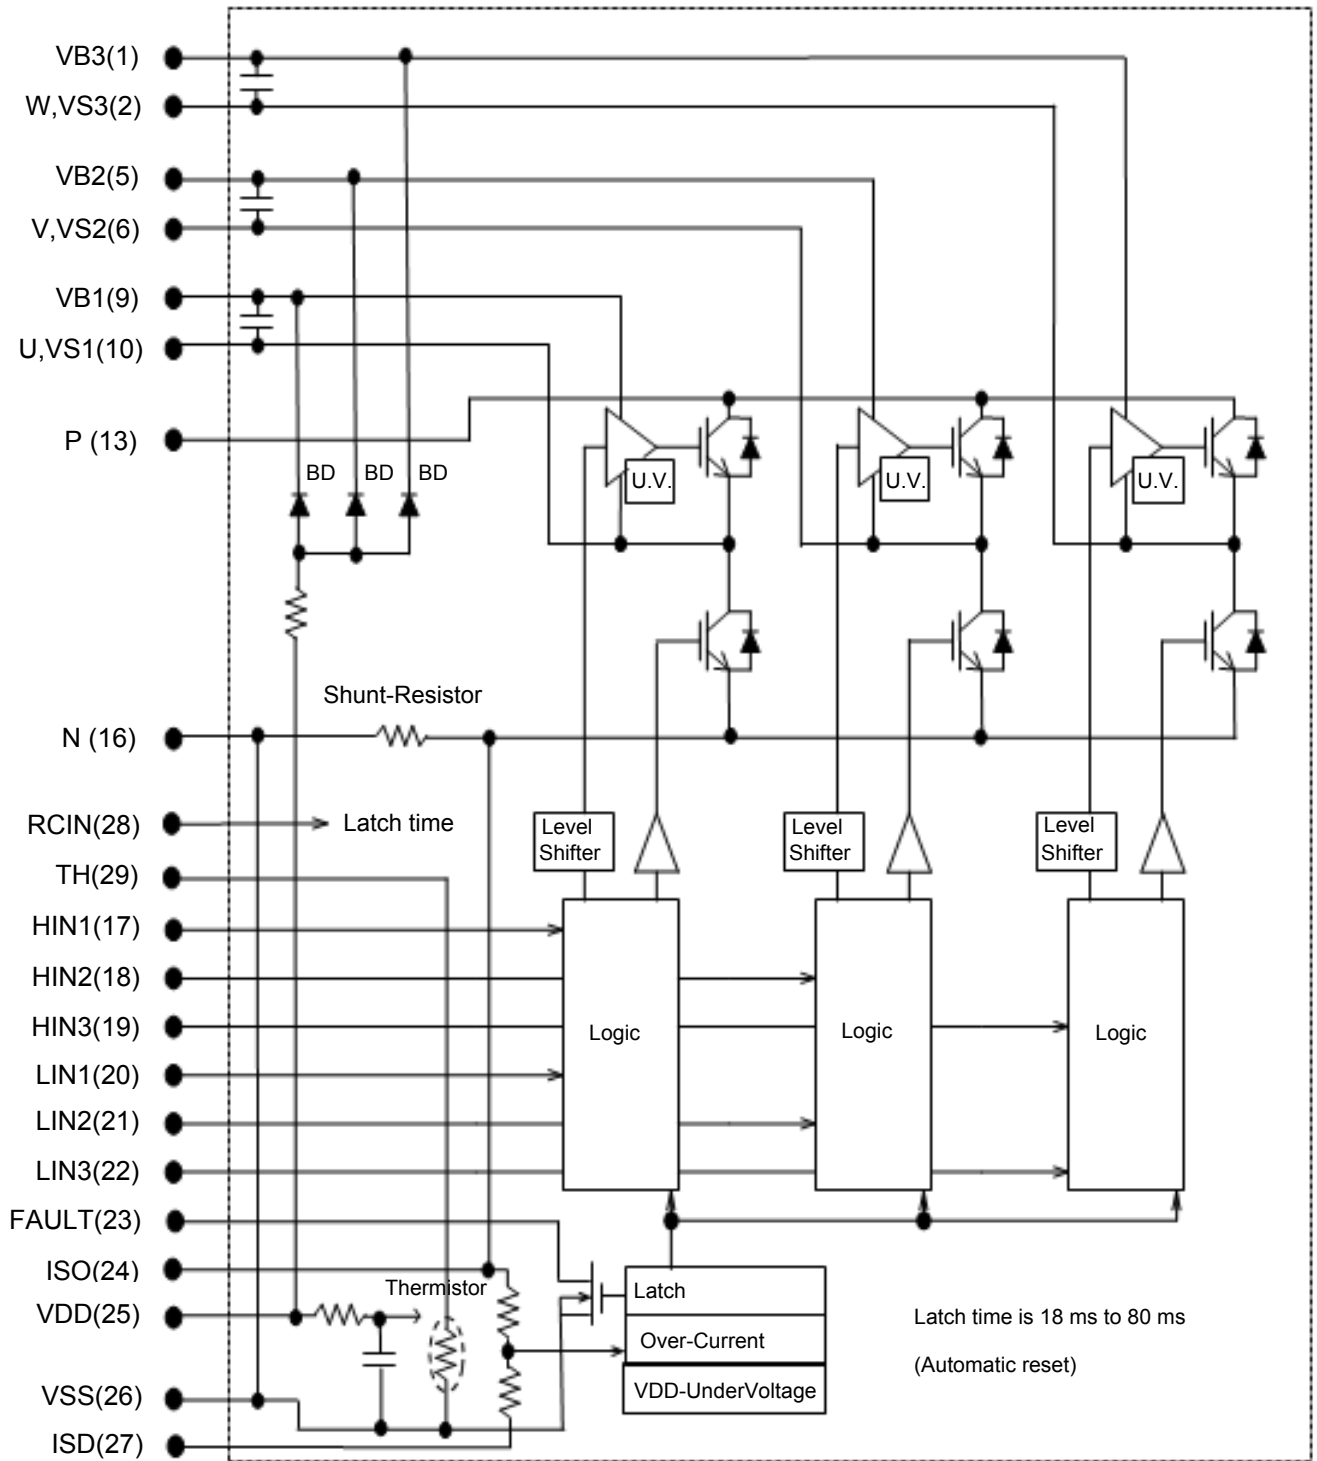 VB3(1)
W,VS3(2)
VB2(5)
V,VS2(6)
VB1(9)
U,VS1(10)
P (13)
BD
BD
BD
U.V.
U.V.
U.V.
Shunt-Resistor
N (16)
RCIN(28)
Latch time
Level
Shifter
Level
Shifter
Level
Shifter
TH(29)
HIN1(17)
HIN2(18)
HIN3(19)
Logic
Logic
Logic
LIN1(20)
LIN2(21)
LIN3(22)
FAULT(23)
ISO(24)
Thermistor
Latch
VDD(25)
Latch time is 18 ms to 80 ms
Over-Current
(Automatic reset)
VDD-UnderVoltage
VSS(26)
ISD(27)